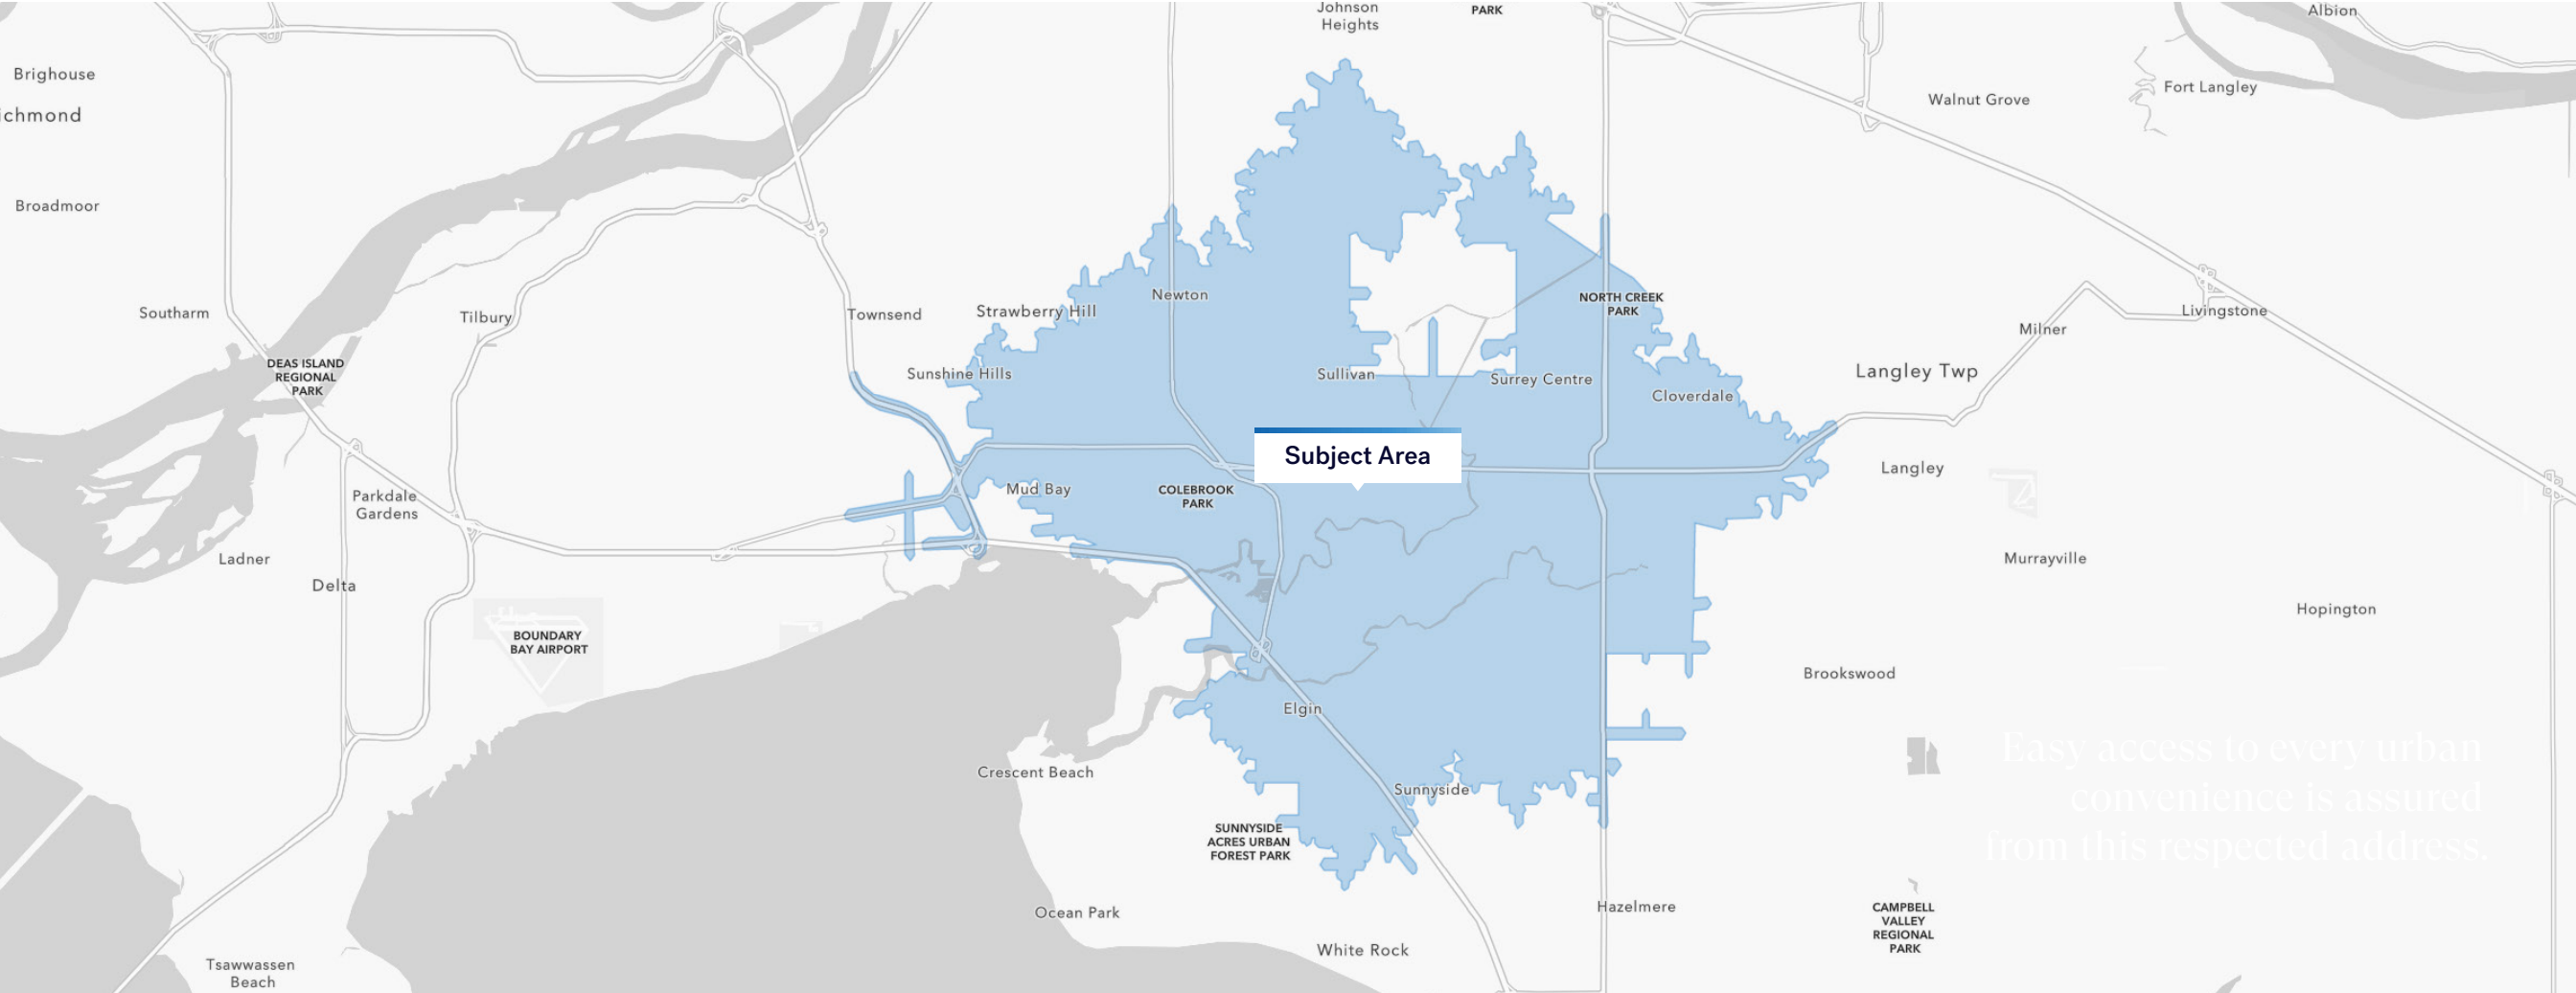 Johnson
Heights
PARK
Albion
Brighouse
ichmond
Walnut Grove
Fort Langley
Broadmoor
Newton
NORTH CREEK
PARK
Southarm
Tilbury
Townsend
Strawberry Hill
Livingstone
Milner
DEAS ISLAND
REGIONAL
PARK
Sunshine Hills
Sullivan
Surrey Centre
Langley Twp
Cloverdale
Subject Area
Langley
Mud Bay
COLEBROOK
PARK
Parkdale
Gardens
Ladner
Delta
Murrayville
Hopington
BOUNDARY
BAY AIRPORT
Brookswood
Elgin
Crescent Beach
Sunnyside
Easy access to every urban
convenience is assured
from this respected address.
SUNNYSIDE
ACRES URBAN
FOREST PARK
Ocean Park
Hazelmere
CAMPBELL
VALLEY
REGIONAL
PARK
White Rock
Tsawwassen
Beach